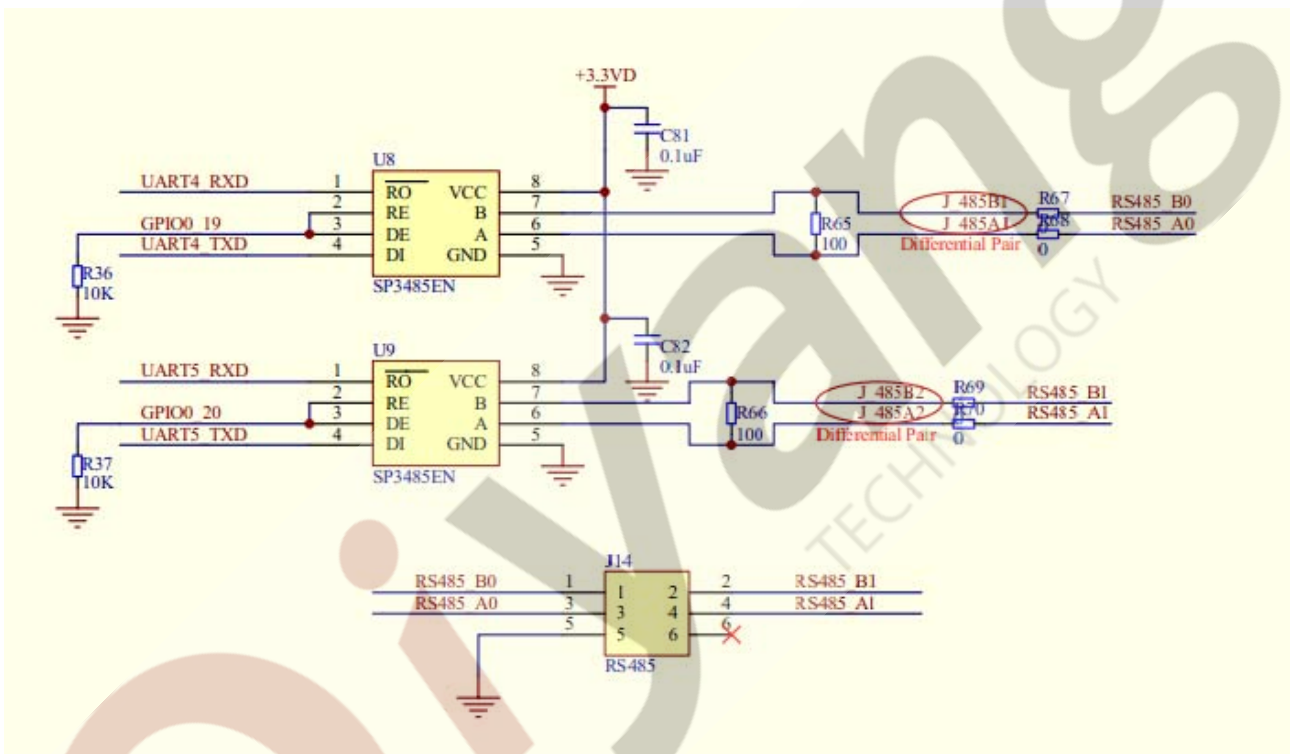 +3.3VD
C81
0.1uF
U8
UART4_RXD 1 RO VCC 8
2 RE B 7
GPIO0_19 3 DE A 6
UART4_TXD 4 DI GND 5
SP3485EN
R36
10K
R65
100
J_485B1 R67 RS485_B0
J_485A1 R68 RS485_A0
Differential Pair 0
C82
0.1uF
U9
UART5_RXD 1 RO VCC 8
2 RE B 7
GPIO0_20 3 DE A 6
UART5_TXD 4 DI GND 5
SP3485EN
R37
10K
R66
100
J_485B2 R69 RS485_B1
J_485A2 R70 RS485_A1
Differential Pair 0
J14
RS485_B0 1 1 2 2 RS485_B1
RS485_A0 3 3 4 4 RS485_A1
5 5 6 6
RS485
Qiyang
TECHNOLOGY